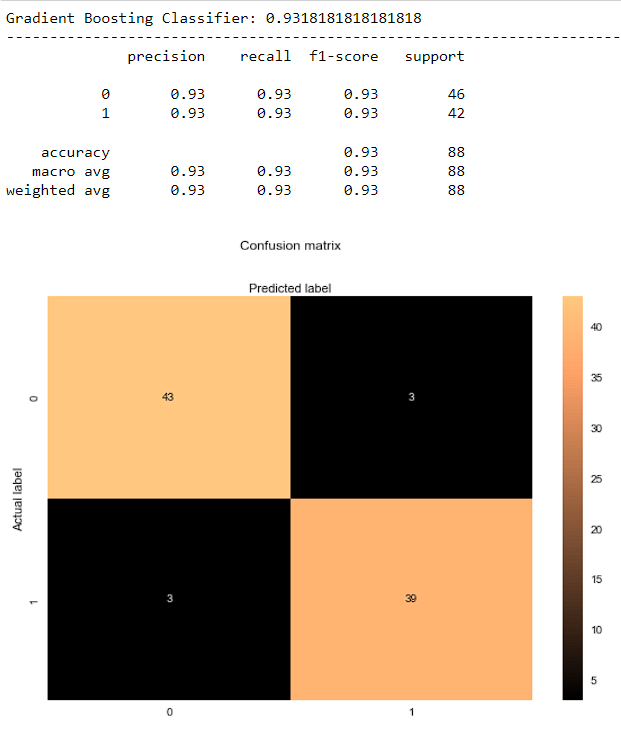 Gradient Boosting Classifier: 0.9318181818181818
------------------------------------------------------------
precision recall f1-score support
0 0.93 0.93 0.93 46
1 0.93 0.93 0.93 42
accuracy 0.93 88
macro avg 0.93 0.93 0.93 88
weighted avg 0.93 0.93 0.93 88
Confusion matrix
Predicted label
43 3
3 39
0
1
Actual label
0 1
40
35
30
25
20
15
10
5